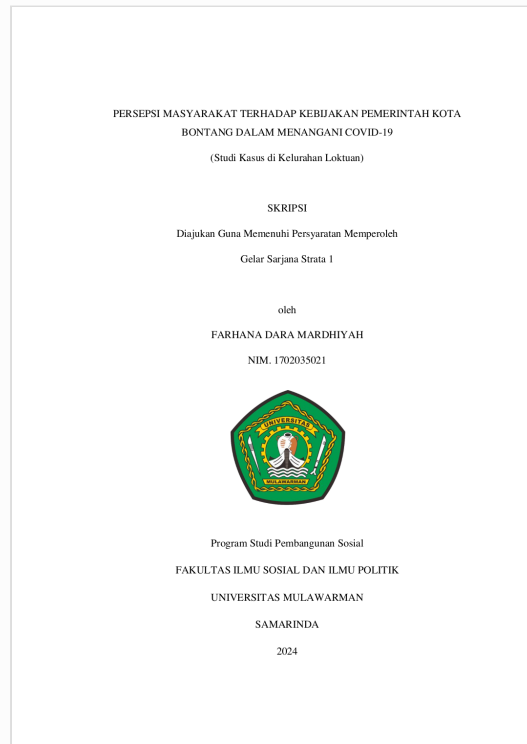 PERSEPSI MASYARAKAT TERHADAP KEBIJAKAN PEMERINTAH KOTA
BONTANG DALAM MENANGANI COVID-19
(Studi Kasus di Kelurahan Loktuan)
SKRIPSI
Diajukan Guna Memenuhi Persyaratan Memperoleh
Gelar Sarjana Strata 1
oleh
FARHANA DARA MARDHIYAH
NIM. 1702035021
UNIVERSITAS
MULAWARMAN
Program Studi Pembangunan Sosial
FAKULTAS ILMU SOSIAL DAN ILMU POLITIK
UNIVERSITAS MULAWARMAN
SAMARINDA
2024